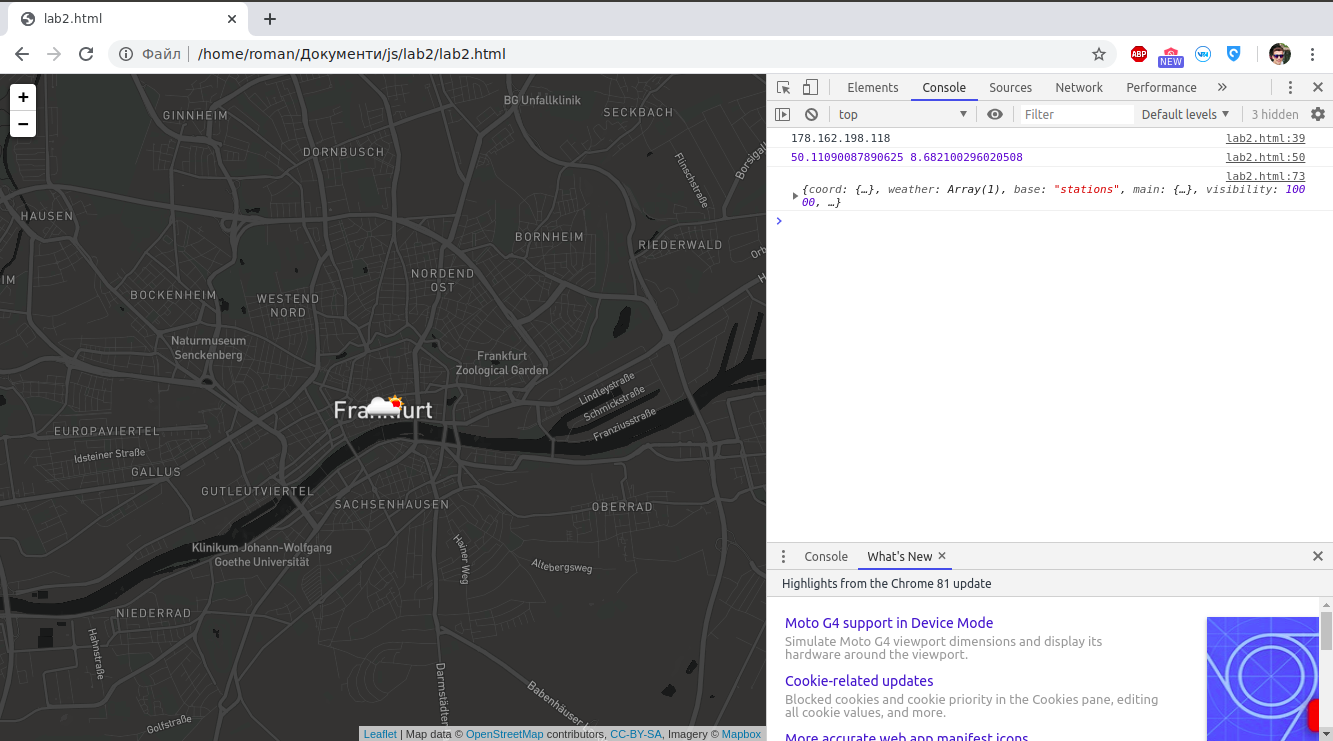 lab2.html
Файл /home/roman/Документи/js/lab2/lab2.html
ABP
NEW
+
−
BG Unfallklinik
GINNHEIM
SECKBACH
DORNBUSCH
Flinschstraße
HAUSEN
BORNHEIM
RIEDERWALD
NORDEND
OST
BOCKENHEIM
WESTEND
NORD
Naturmuseum
Senckenberg
Frankfurt
Zoological Garden
Lindleystraße
Schmickstraße
Franziusstraße
EUROPAVIERTEL
Idsteiner Straße
GALLUS
GUTLEUTVIERTEL
SACHSENHAUSEN
OBERRAD
Klinikum Johann-Wolfgang
Goethe Universität
Hainer Weg
Altebergsweg
NIEDERRAD
Hahnstraße
Golfstraße
Leaflet | Map data © OpenStreetMap contributors, CC-BY-SA, Imagery © Mapbox
Elements Console Sources Network Performance »
top Filter Default levels 3 hidden
178.162.198.118 lab2.html:39
50.11090087890625 8.682100296020508 lab2.html:50
lab2.html:73
{coord: {…}, weather: Array(1), base: "stations", main: {…}, visibility: 100
00, …}
Console What's New
Highlights from the Chrome 81 update
Moto G4 support in Device Mode
Simulate Moto G4 viewport dimensions and display its
hardware around the viewport.
Cookie-related updates
Blocked cookies and cookie priority in the Cookies pane, editing
all cookie values, and more.
More accurate web app manifest icons